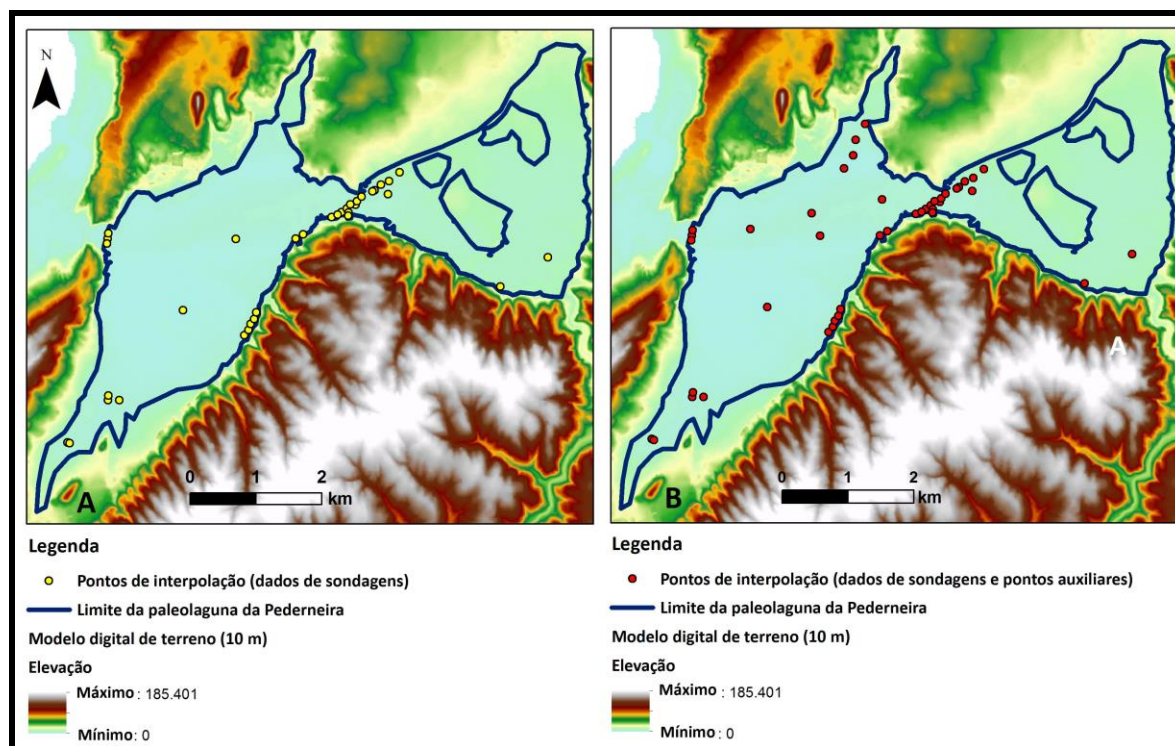 N
0 1 2
km
A
Legenda
Pontos de interpolação (dados de sondagens)
Limite da paleolaguna da Pederneira
Modelo digital de terreno (10 m)
Elevação
Máximo : 185.401
Mínimo : 0
A
0 1 2
km
B
Legenda
Pontos de interpolação (dados de sondagens e pontos auxiliares)
Limite da paleolaguna da Pederneira
Modelo digital de terreno (10 m)
Elevação
Máximo : 185.401
Mínimo : 0